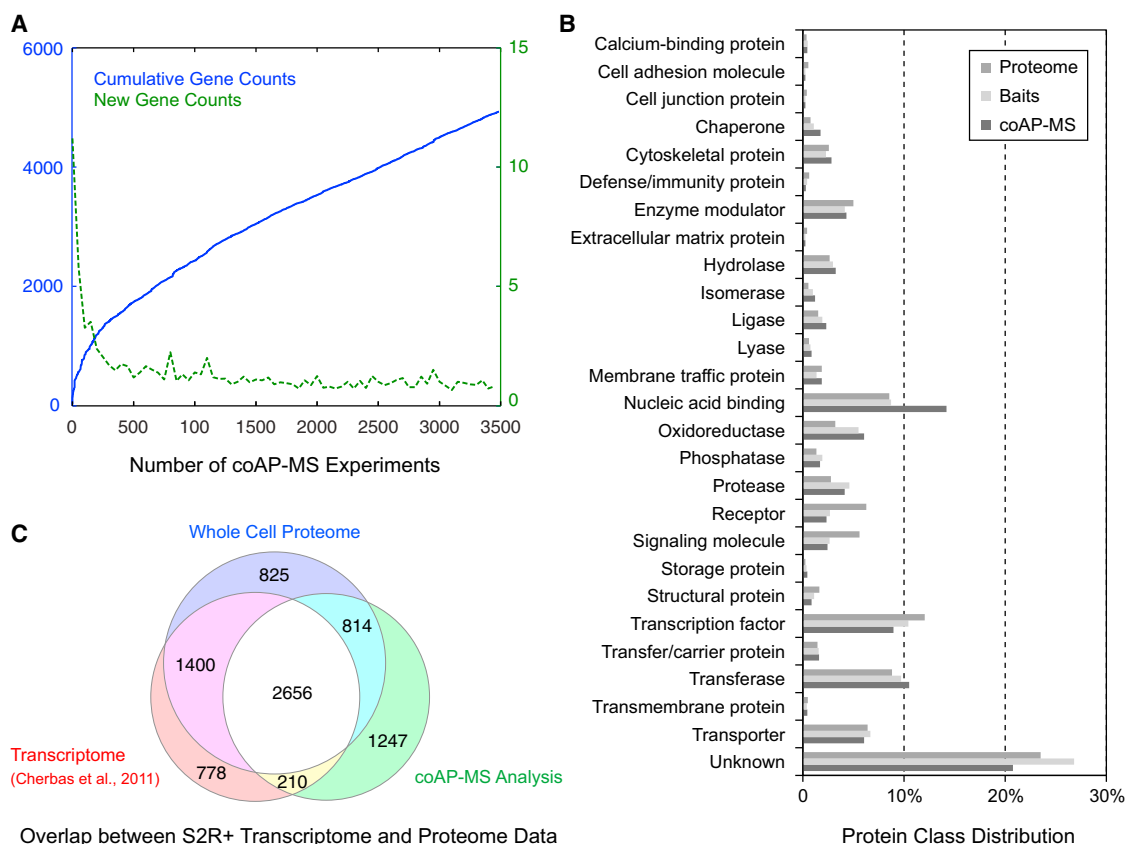 A
6000
4000
2000
0
15
10
5
0
Cumulative Gene Counts
New Gene Counts
0 500 1000 1500 2000 2500 3000 3500
Number of coAP-MS Experiments
B
Calcium-binding protein
Cell adhesion molecule
Cell junction protein
Chaperone
Cytoskeletal protein
Defense/immunity protein
Enzyme modulator
Extracellular matrix protein
Hydrolase
Isomerase
Ligase
Lyase
Membrane traffic protein
Nucleic acid binding
Oxidoreductase
Phosphatase
Protease
Receptor
Signaling molecule
Storage protein
Structural protein
Transcription factor
Transfer/carrier protein
Transferase
Transmembrane protein
Transporter
Unknown
Proteome
Baits
coAP-MS
0 10% 20% 30%
Protein Class Distribution
C
Whole Cell Proteome
825
814
1400
2656
1247
778
210
Transcriptome
(Cherbas et al., 2011)
coAP-MS Analysis
Overlap between S2R+ Transcriptome and Proteome Data